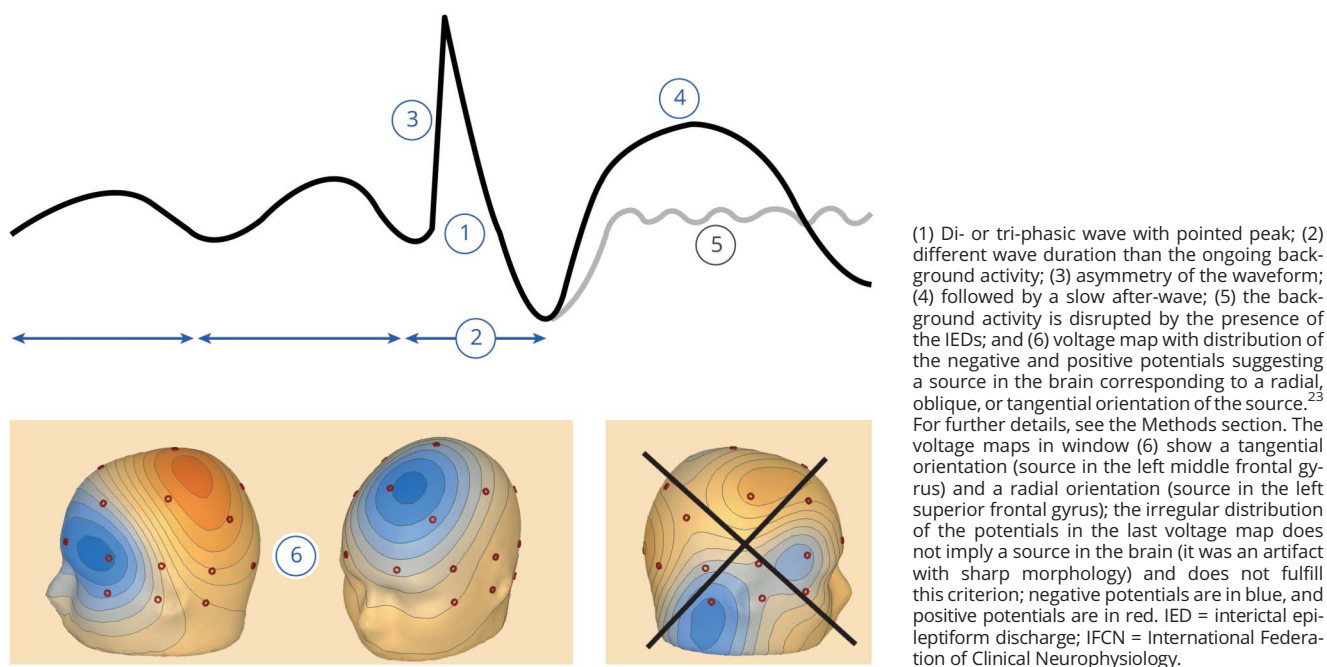 3
4
1
5
2
6
(1) Di- or tri-phasic wave with pointed peak; (2)
different wave duration than the ongoing back-
ground activity; (3) asymmetry of the waveform;
(4) followed by a slow after-wave; (5) the back-
ground activity is disrupted by the presence of
the IEDs; and (6) voltage map with distribution of
the negative and positive potentials suggesting
a source in the brain corresponding to a radial,
oblique, or tangential orientation of the source.23
For further details, see the Methods section. The
voltage maps in window (6) show a tangential
orientation (source in the left middle frontal gy-
rus) and a radial orientation (source in the left
superior frontal gyrus); the irregular distribution
of the potentials in the last voltage map does
not imply a source in the brain (it was an artifact
with sharp morphology) and does not fulfill
this criterion; negative potentials are in blue, and
positive potentials are in red. IED = interictal epi-
leptiform discharge; IFCN = International Federa-
tion of Clinical Neurophysiology.